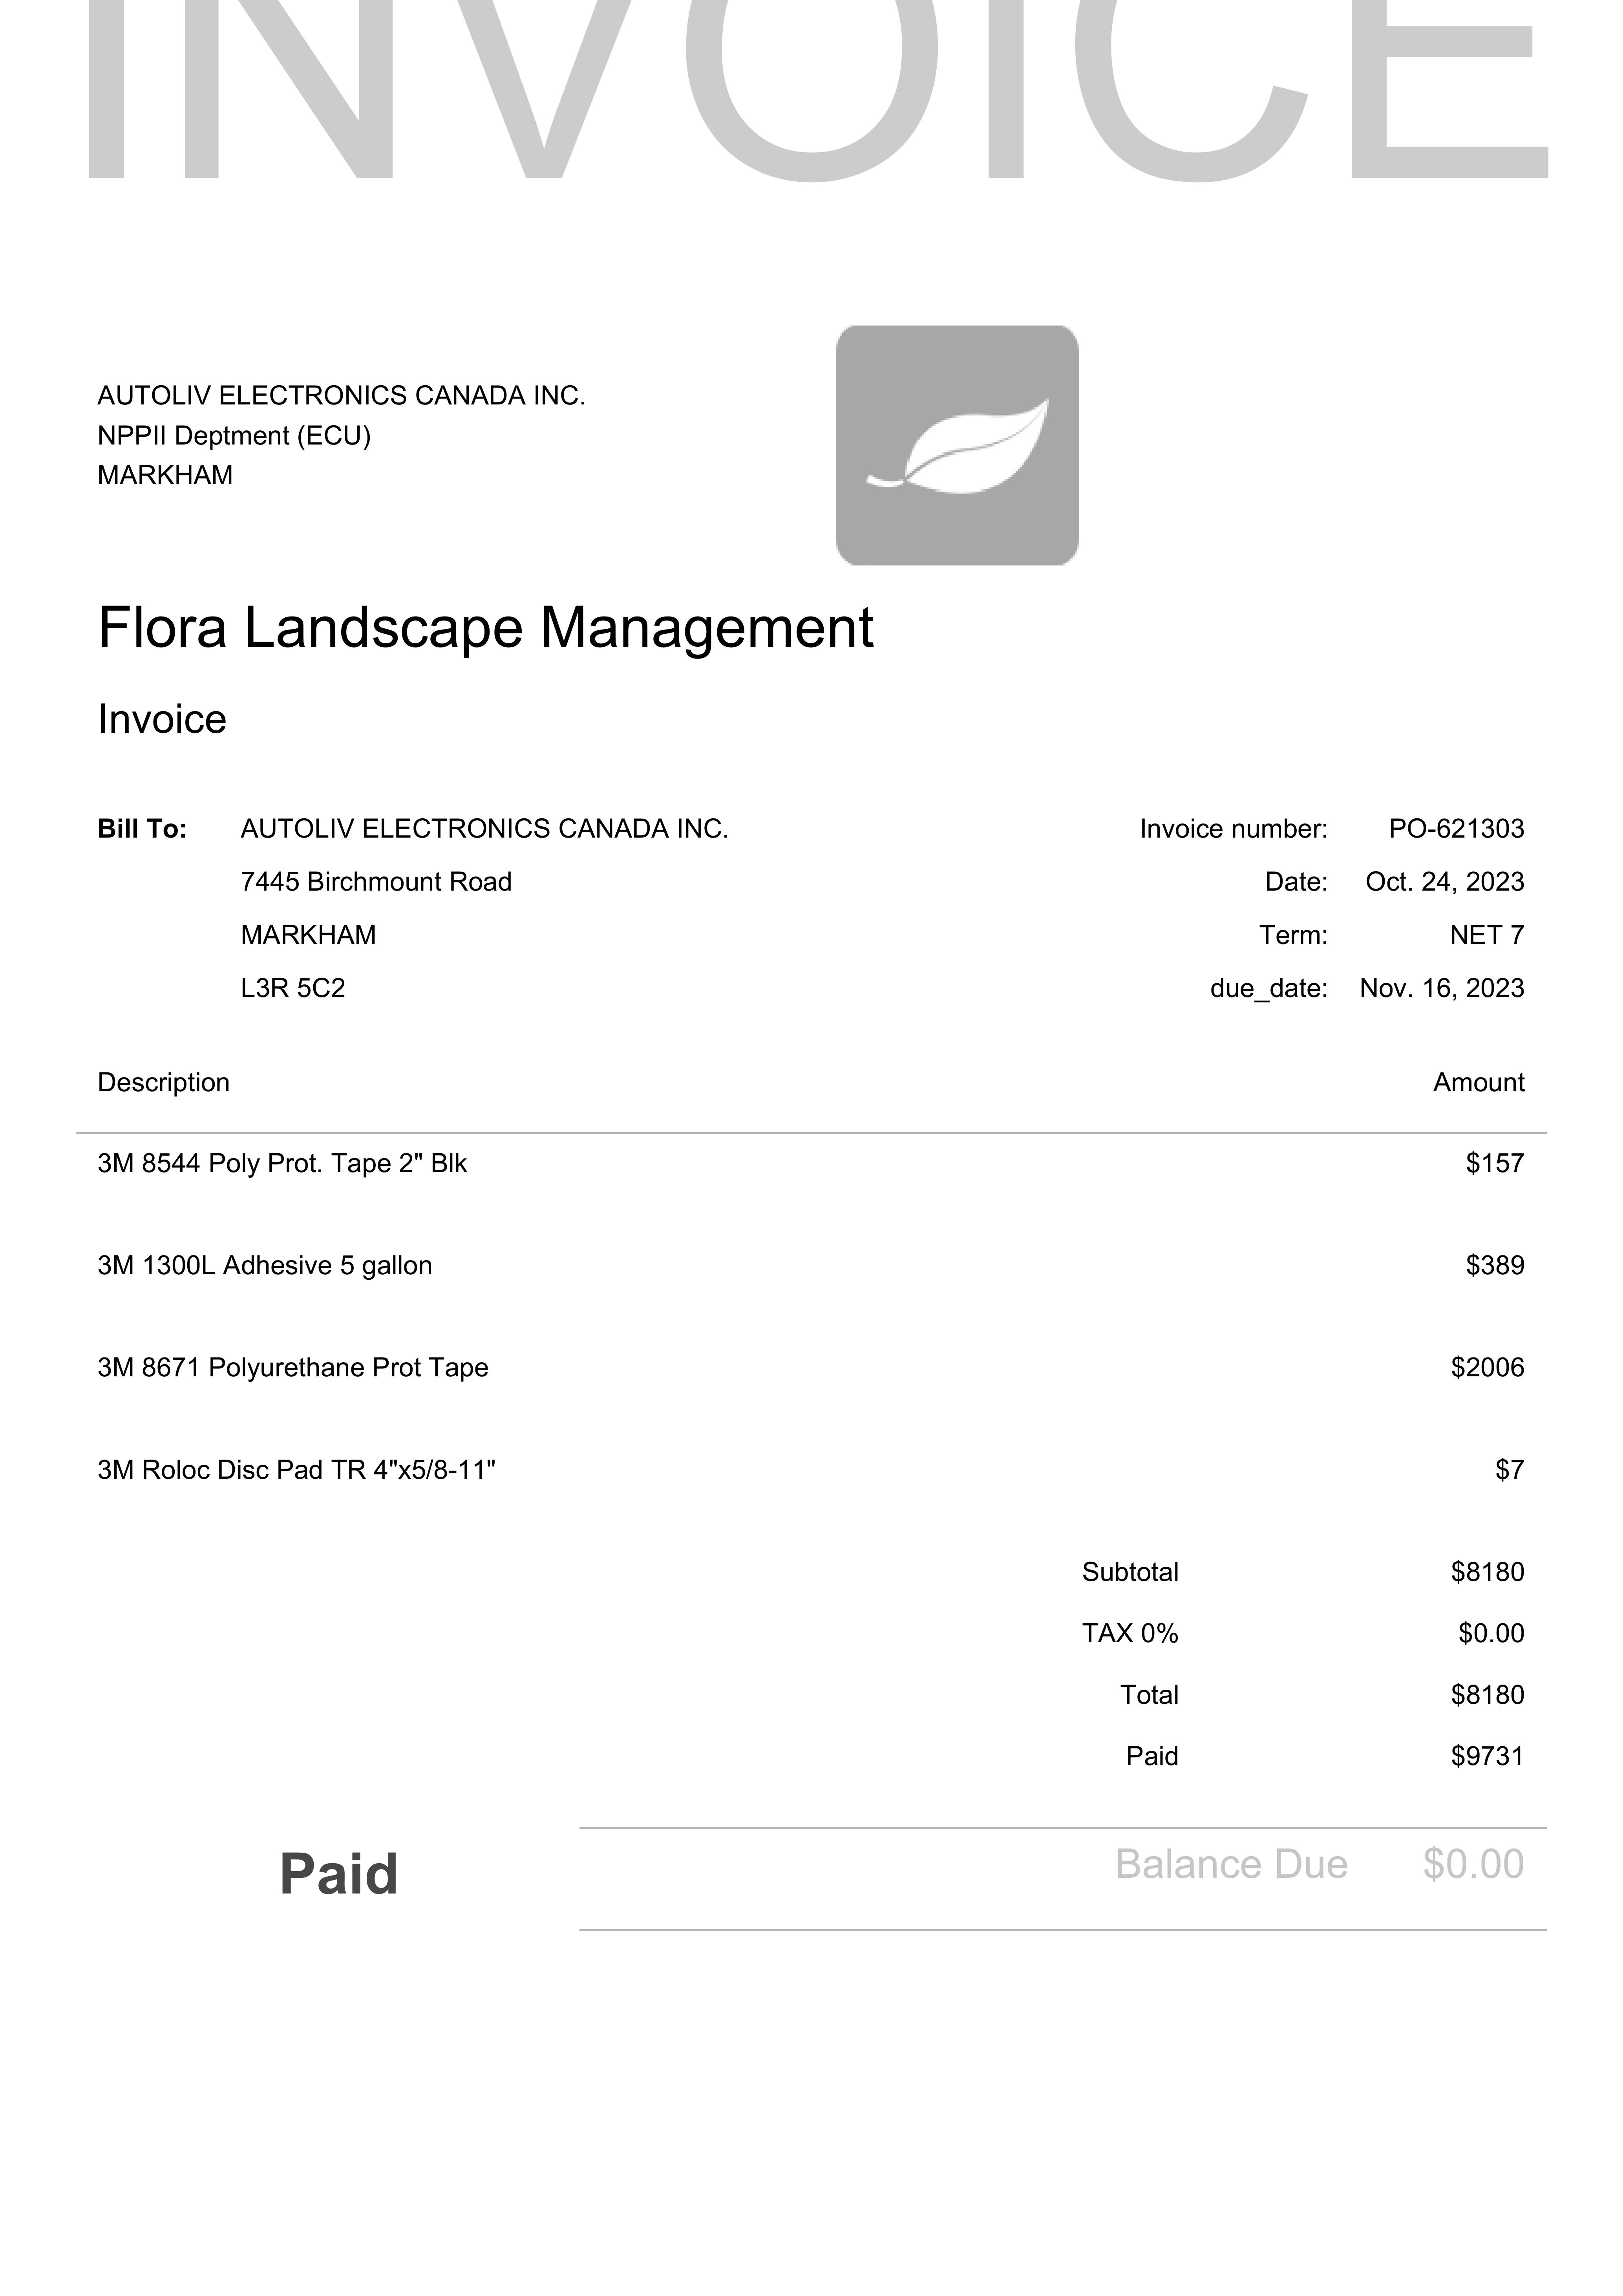 INVOICE
AUTOLIV ELECTRONICS CANADA INC.
NPPII Deptment (ECU)
MARKHAM
Flora Landscape Management
Invoice
Bill To: AUTOLIV ELECTRONICS CANADA INC. Invoice number: PO-621303
7445 Birchmount Road Date: Oct. 24, 2023
MARKHAM Term: NET 7
L3R 5C2 due_date: Nov. 16, 2023
Description Amount
3M 8544 Poly Prot. Tape 2" Blk $157
3M 1300L Adhesive 5 gallon $389
3M 8671 Polyurethane Prot Tape $2006
3M Roloc Disc Pad TR 4"x5/8-11" $7
Subtotal $8180
TAX 0% $0.00
Total $8180
Paid $9731
Paid Balance Due $0.00